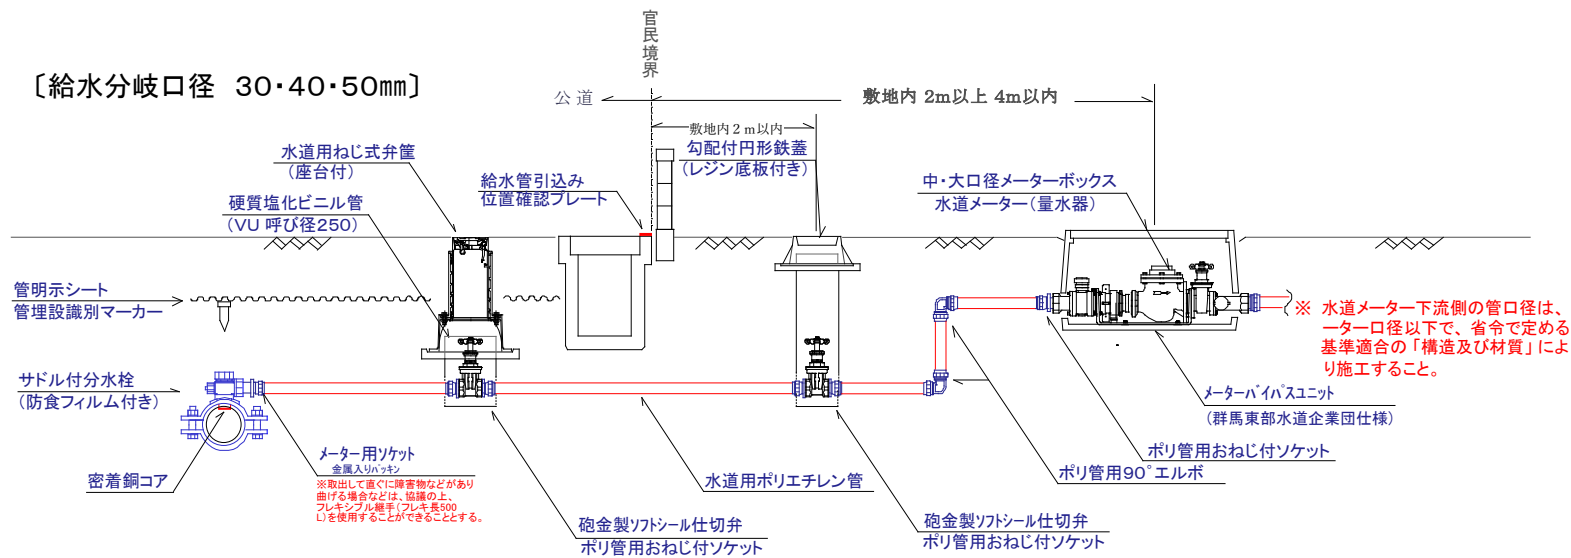 官民境界
〔給水分岐口径 30・40・50㎜〕
公道
敷地内 2m以上 4m以内
敷地内2m以内
水道用ねじ式弁筐
(座台付)
勾配付円形鉄蓋
(レジン底板付き)
給水管引込み
位置確認プレート
中・大口径メーターボックス
水道メーター(量水器)
硬質塩化ビニル管
(VU 呼び径250)
管明示シート
管埋設識別マーカー
※ 水道メーター下流側の管口径は、
ーター口径以下で、省令で定める
基準適合の「構造及び材質」によ
り施工すること。
サドル付分水栓
(防食フィルム付き)
メーターバイパスユニット
(群馬東部水道企業団仕様)
メーター用ソケット
金属入りパッキン
※取出して直ぐに障害物などがあり
曲げる場合などは、協議の上、
フレキシブル継手(フレキ長500
L)を使用することができることとする。
密着銅コア
水道用ポリエチレン管
ポリ管用おねじ付ソケット
ポリ管用90°エルボ
砲金製ソフトシール仕切弁
ポリ管用おねじ付ソケット
砲金製ソフトシール仕切弁
ポリ管用おねじ付ソケット